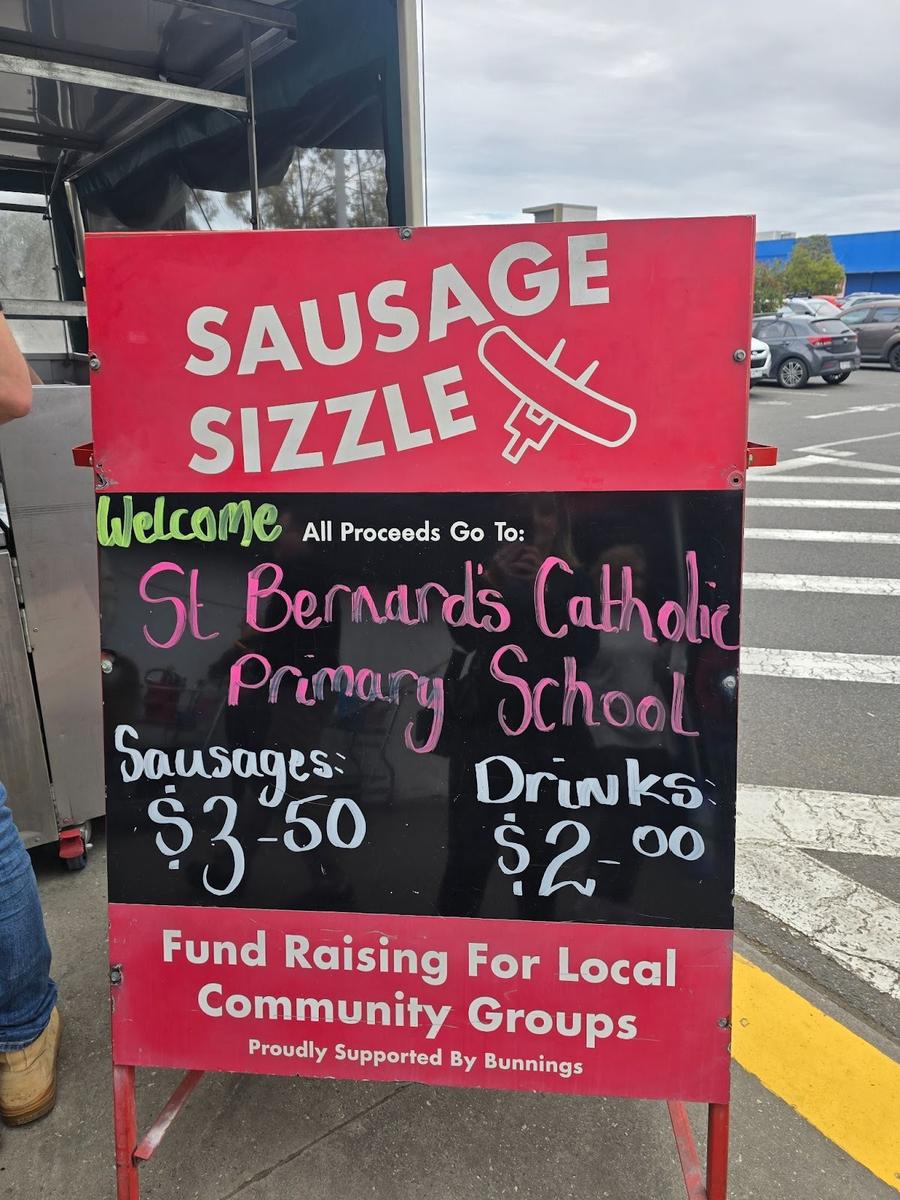 SAUSAGE
SIZZLE
Welcome All Proceeds Go To:
St Bernard's Catholic
Primary School
Sausages: Drinks:
$3-50 $2-00
Fund Raising For Local
Community Groups
Proudly Supported By Bunnings